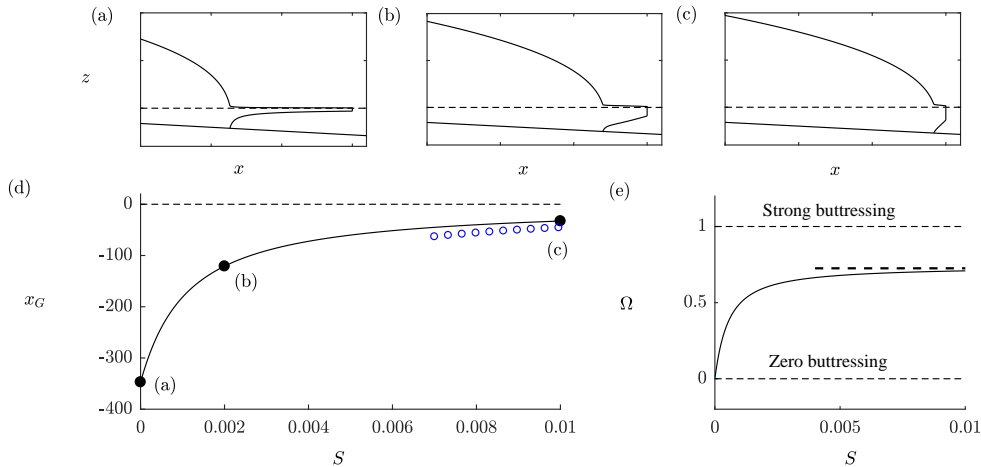 (a)
(b)
(c)
z
x
x
x
(d)
(e)
0
-100
-200
-300
-400
x_G
(a)
(b)
(c)
0
0.002
0.004
0.006
0.008
0.01
S
1
0.5
0
Ω
Strong buttressing
Zero buttressing
0
0.005
0.01
S